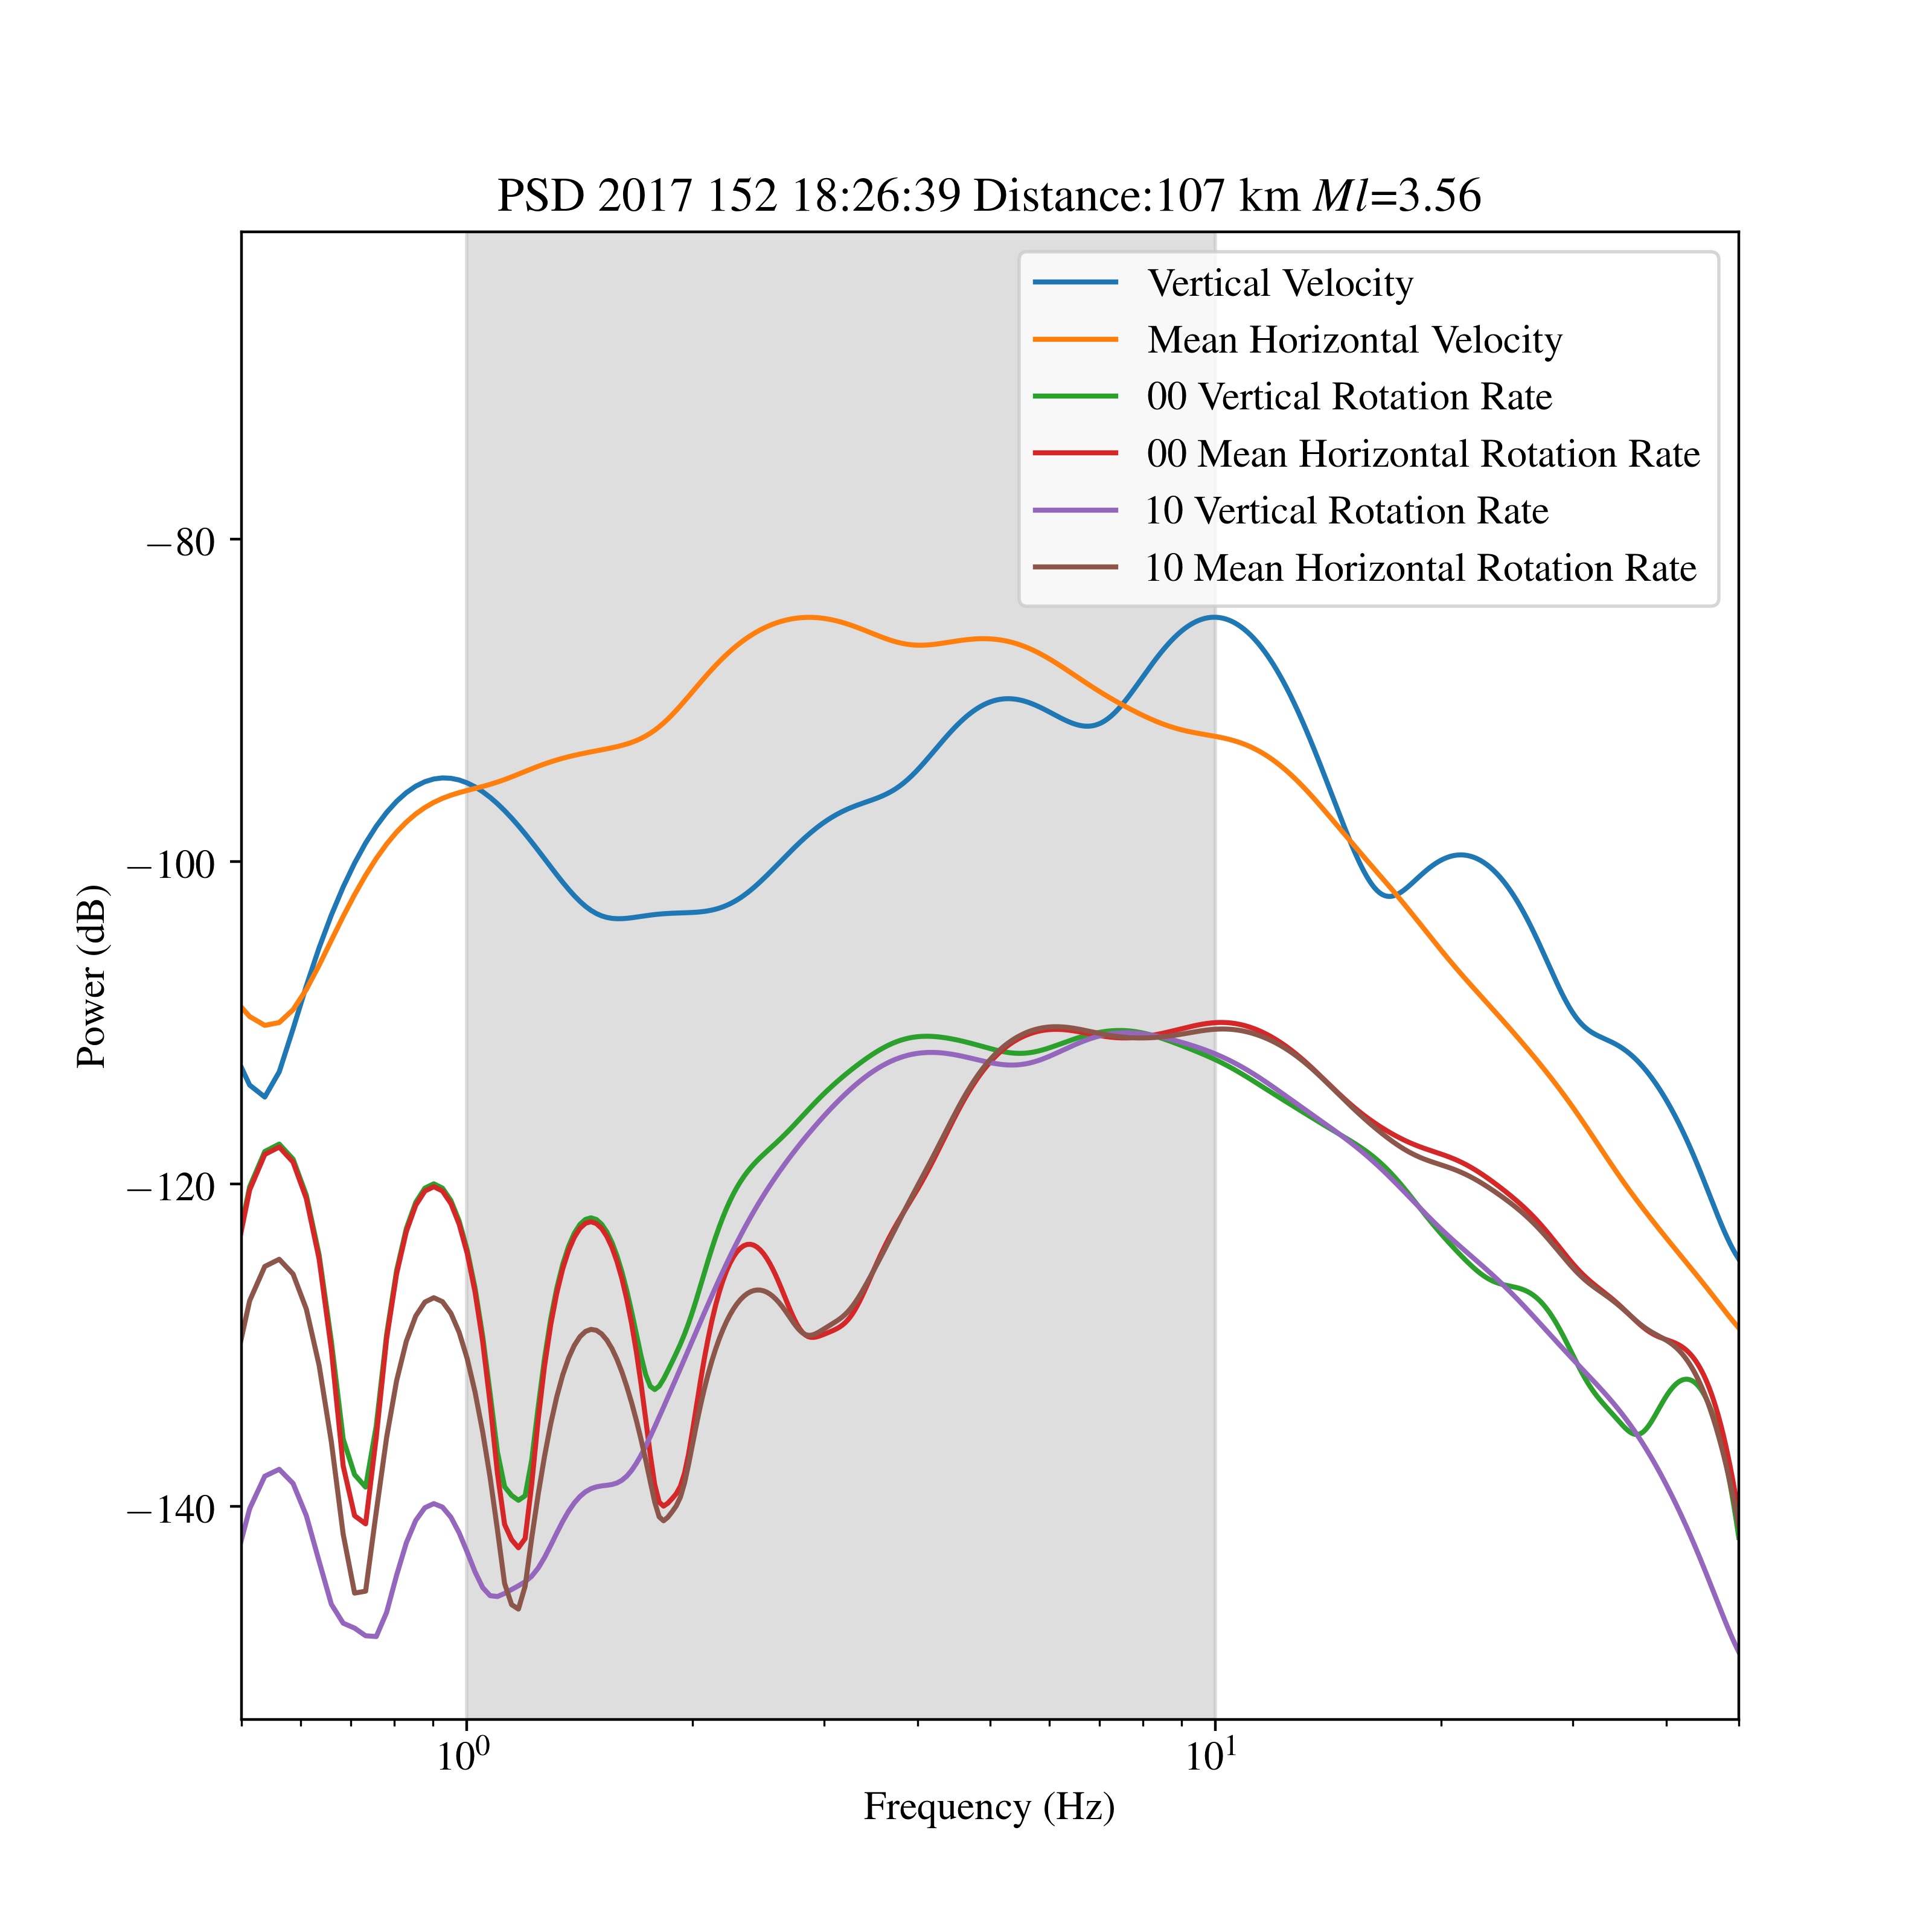 PSD 2017 152 18:26:39 Distance:107 km Ml=3.56
Vertical Velocity
Mean Horizontal Velocity
00 Vertical Rotation Rate
00 Mean Horizontal Rotation Rate
10 Vertical Rotation Rate
10 Mean Horizontal Rotation Rate
−80
−100
−120
−140
Power (dB)
10⁰
10¹
Frequency (Hz)